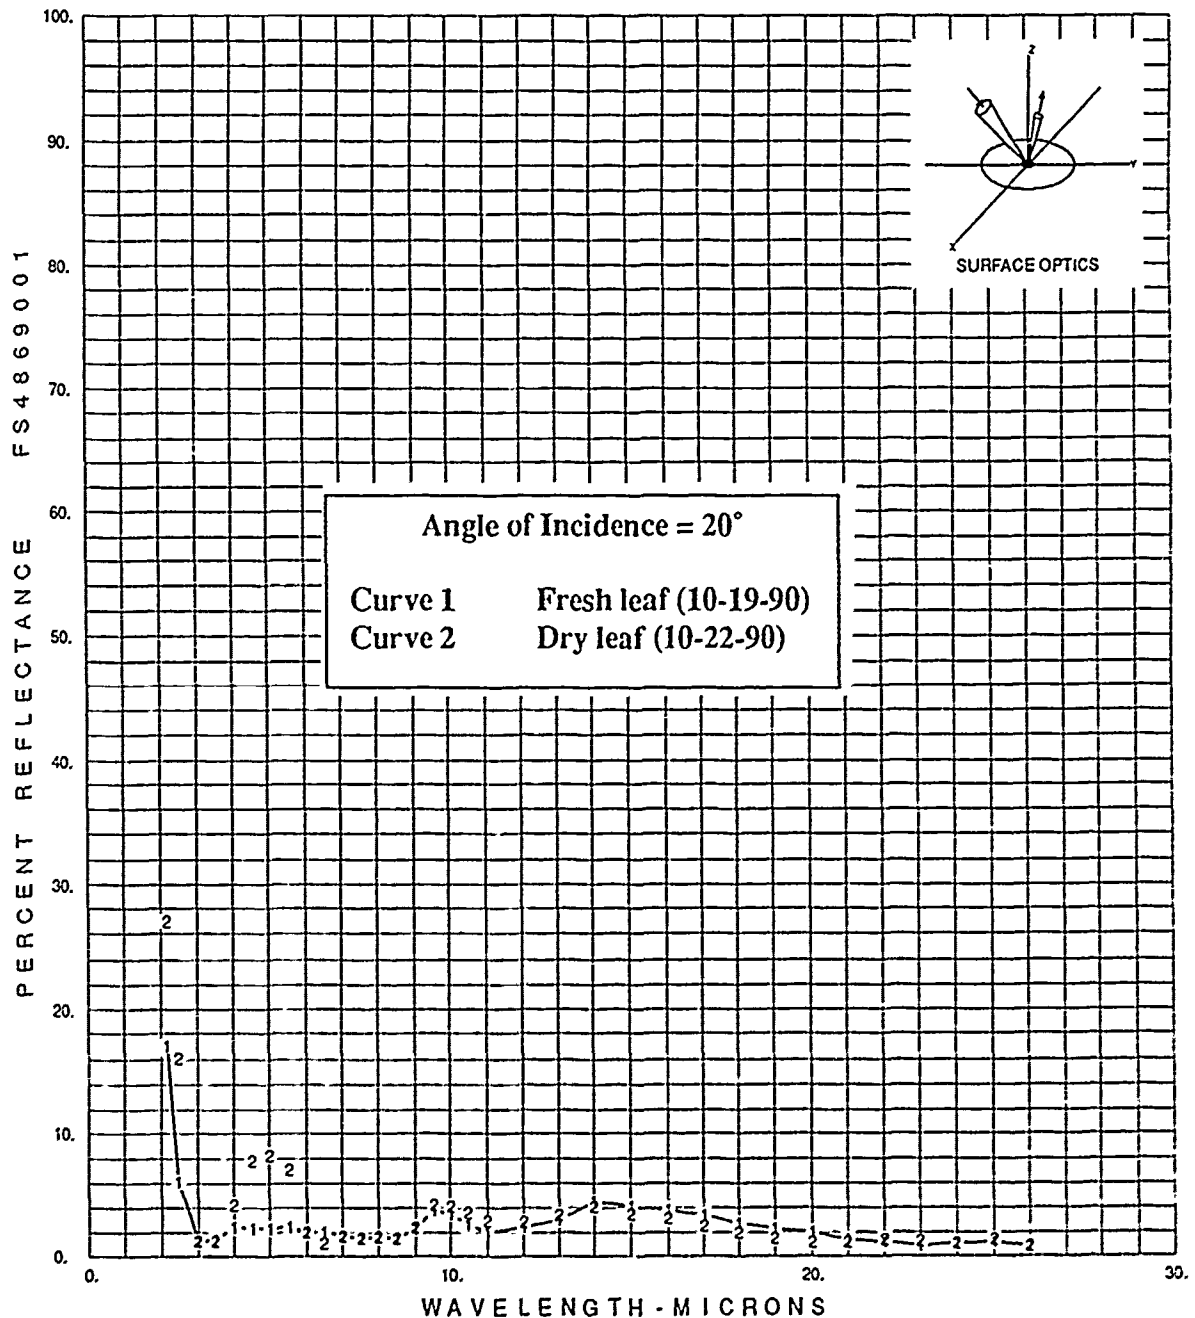 100.
90.
80.
70.
60.
50.
40.
30.
20.
10.
0.
PERCENT REFLECTANCE FS4869001
Z
Y
X
SURFACE OPTICS
Angle of Incidence = 20°
Curve 1 Fresh leaf (10-19-90)
Curve 2 Dry leaf (10-22-90)
0. 10. 20. 30.
WAVELENGTH - MICRONS